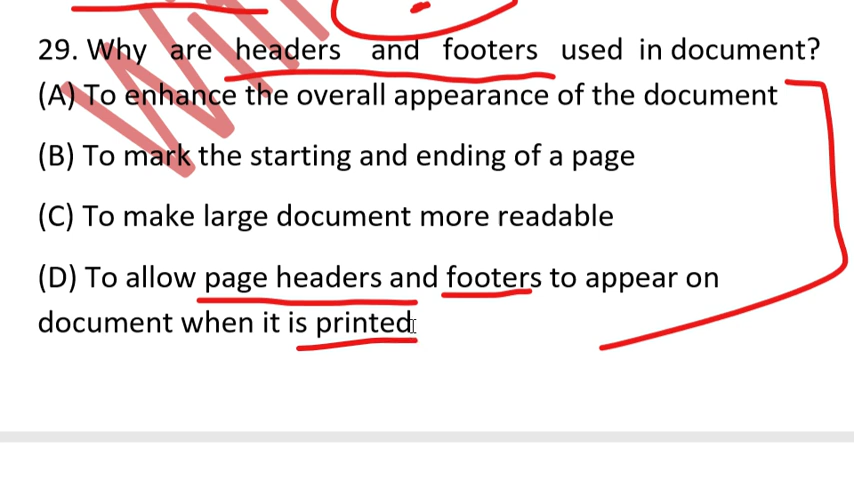 29. Why are headers and footers used in document?
(A) To enhance the overall appearance of the document
(B) To mark the starting and ending of a page
(C) To make large document more readable
(D) To allow page headers and footers to appear on
document when it is printed